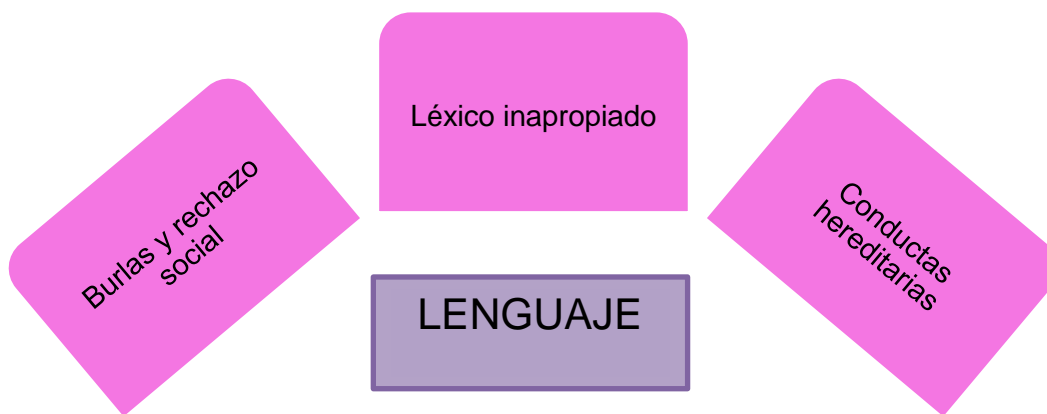 Léxico inapropiado
Burlas y rechazo
social
Conductas
hereditarias
LENGUAJE